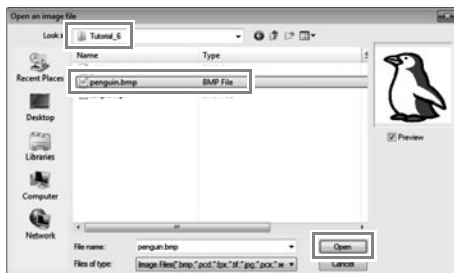 Open an image file
Look i
Tutorial_6
Name
Type
S
penguin.bmp
BMP File
Recent Places
Desktop
Libraries
Computer
Network
Preview
File name:
penguin.bmp
Open
Files of type:
Image Files(*.bmp,*.pcd,*.fpx,*.tif,*.jpg,*.pcx,*.w
Cancel